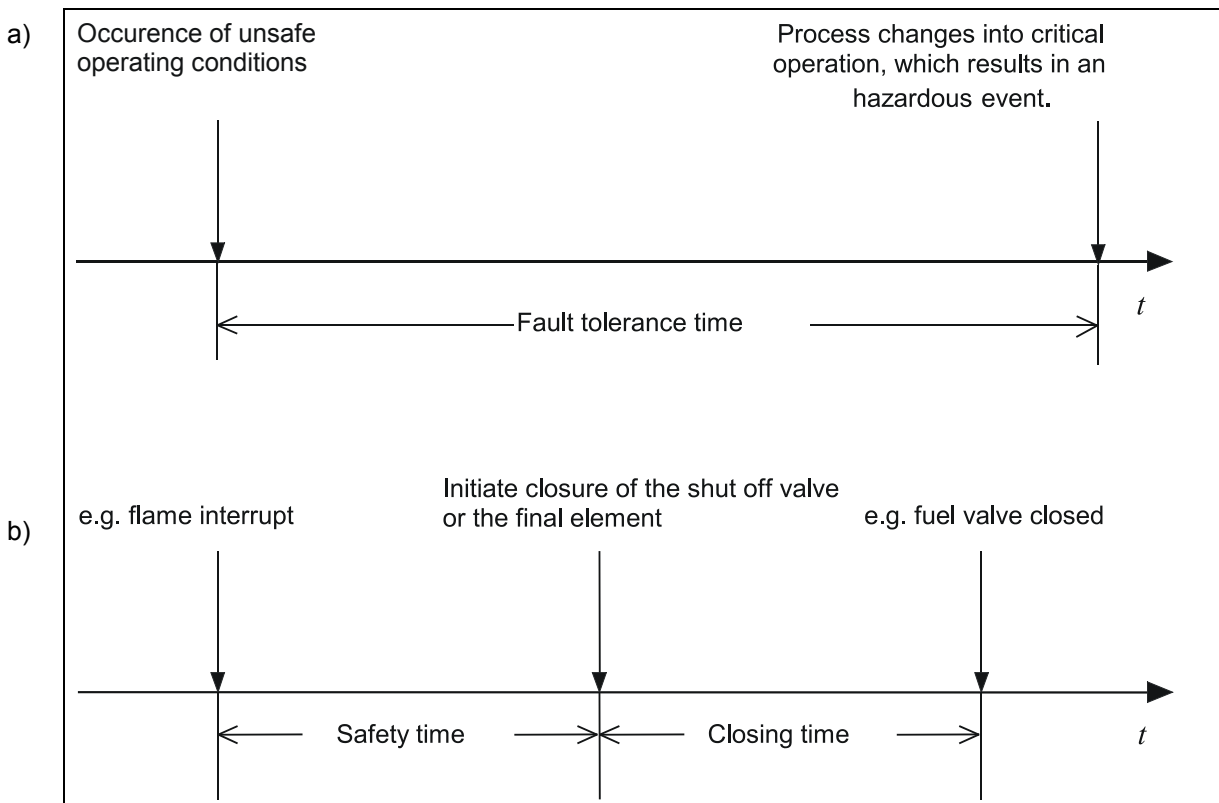 a)
Occurence of unsafe
operating conditions
Process changes into critical
operation, which results in an
hazardous event.
t
Fault tolerance time
b)
e.g. flame interrupt
Initiate closure of the shut off valve
or the final element
e.g. fuel valve closed
Safety time
Closing time
t